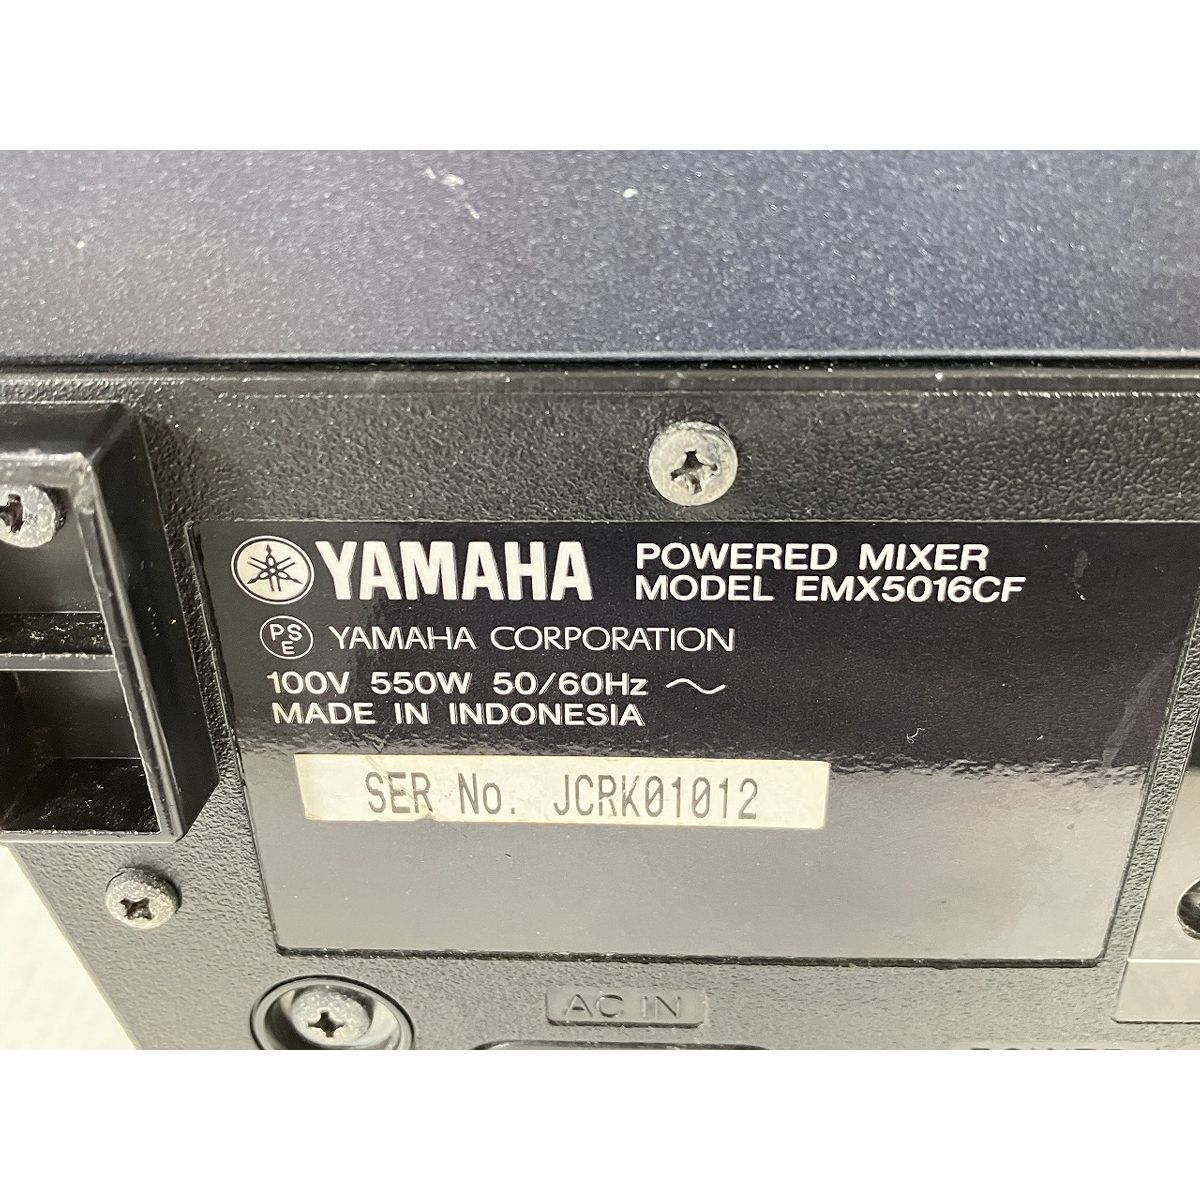 YAMAHA
POWERED MIXER
MODEL EMX5016CF
PSE YAMAHA CORPORATION
100V 550W 50/60Hz ～
MADE IN INDONESIA
SER No. JCRK01012
AC IN